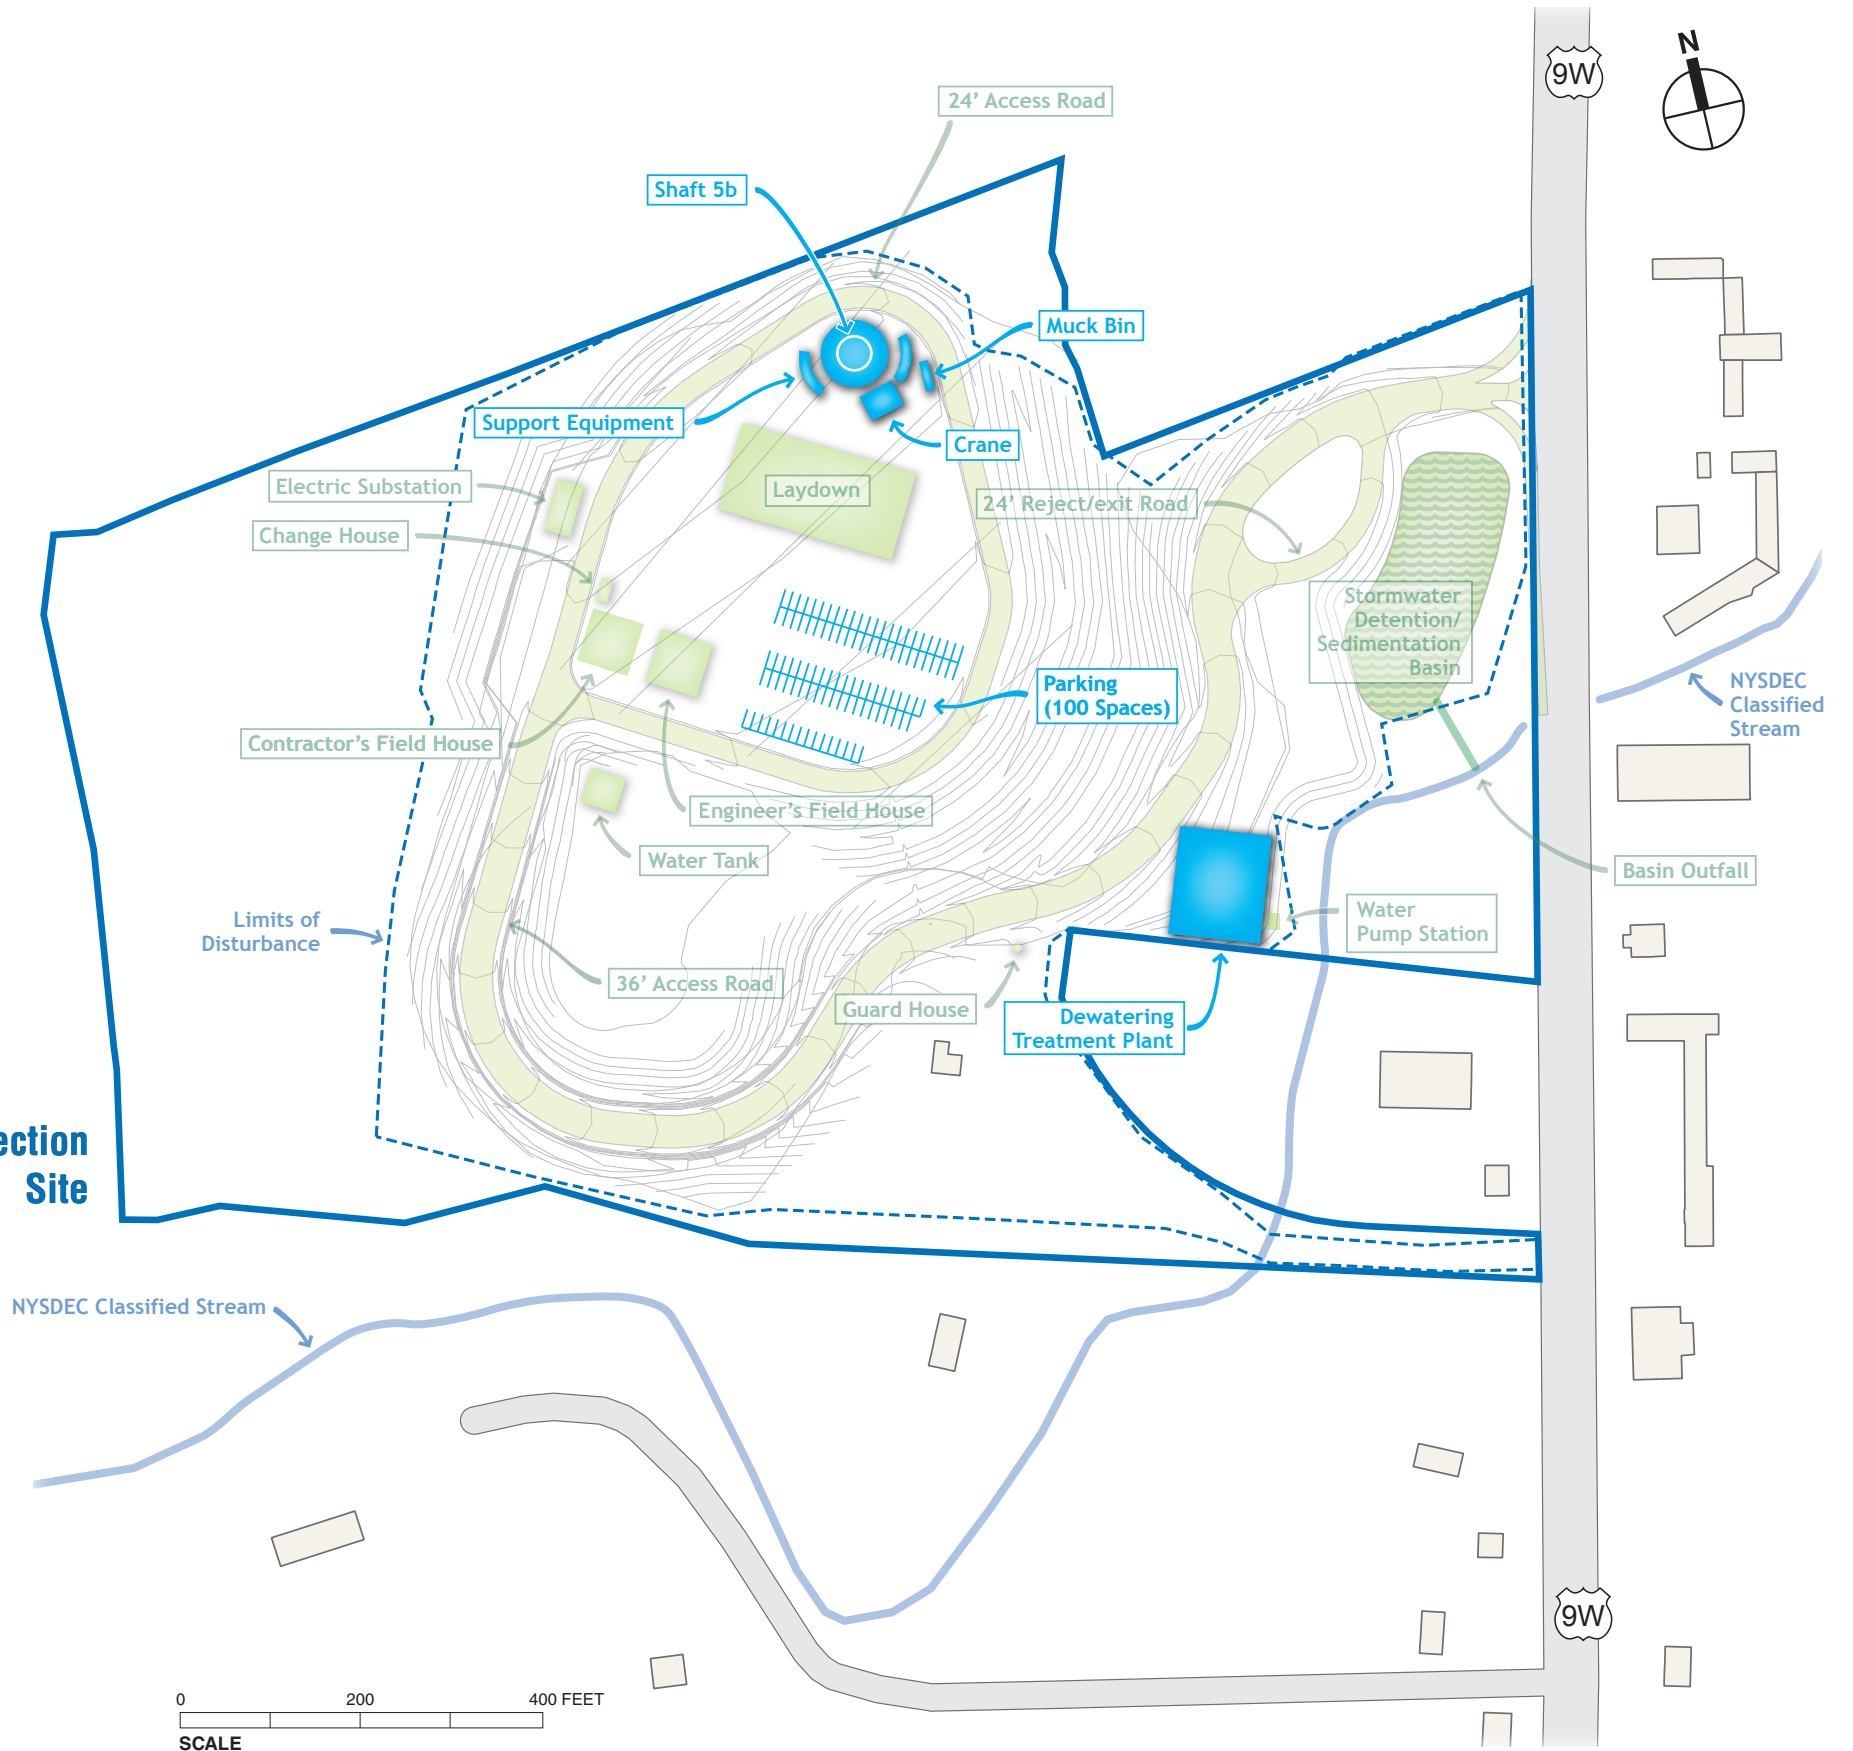 N
9W
24’ Access Road
Shaft 5b
Muck Bin
Support Equipment
Crane
Electric Substation
Laydown
24’ Reject/exit Road
Change House
Stormwater
Detention/
Sedimentation
Basin
Parking
(100 Spaces)
NYSDEC
Classified
Stream
Contractor’s Field House
Engineer’s Field House
Water Tank
Basin Outfall
Limits of
Disturbance
Water
Pump Station
36’ Access Road
Guard House
Dewatering
Treatment Plant
ection
Site
NYSDEC Classified Stream
9W
0 200 400 FEET
SCALE